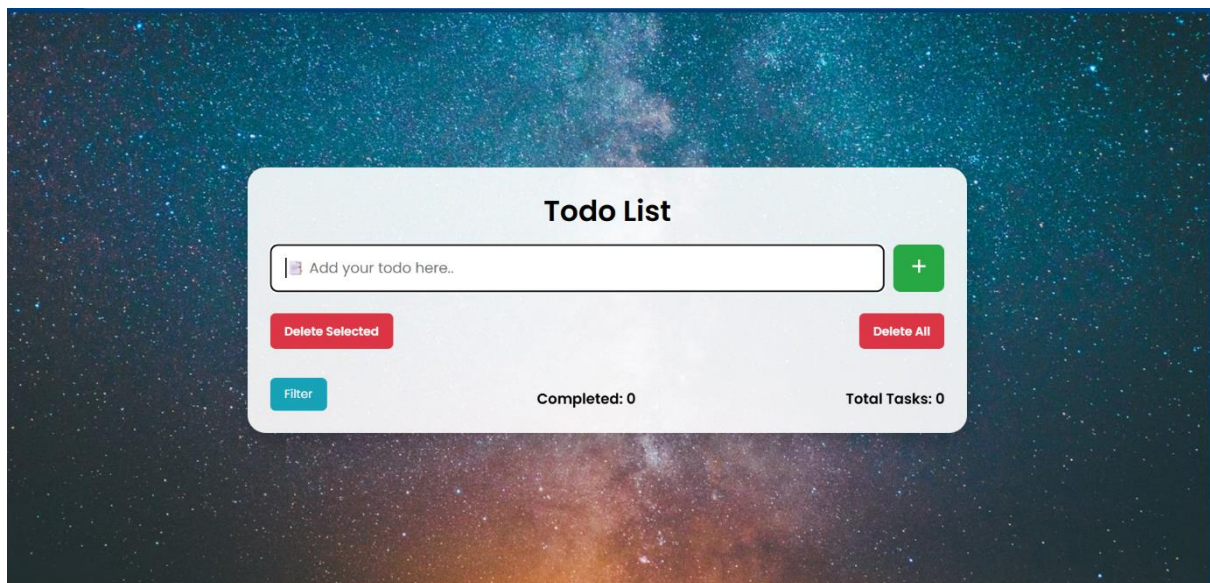 Todo List
📑 Add your todo here..
+
Delete Selected
Delete All
Filter
Completed: 0
Total Tasks: 0